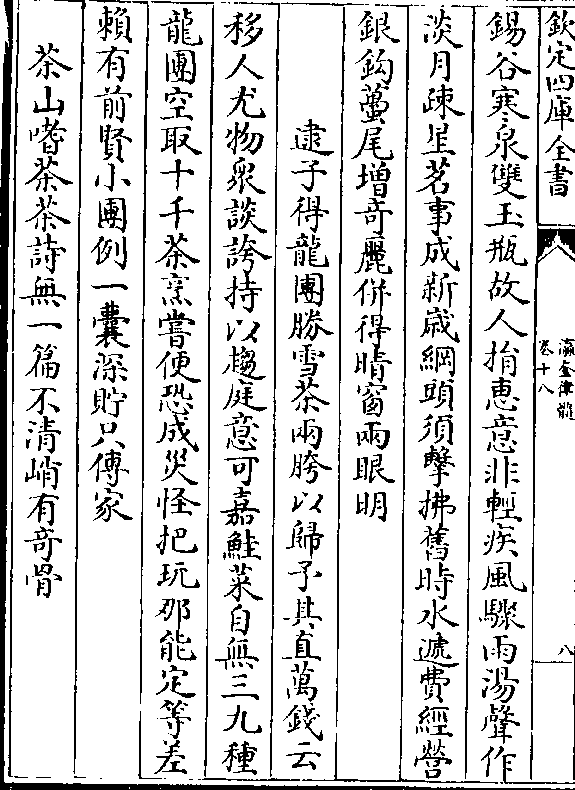 欽定四庫全書
瀛奎律髓
卷十八
八
錫谷寒泉雙玉瓶故人捐惠意非輕疾風驟雨湯聲作
淡月疎星茗事成新歲綱頭須擊拂舊時水遞費經營
銀鈎蠆尾增奇麗併得晴窗兩眼明
逮子得龍團勝雪茶兩胯以歸予其直萬錢云
移人尤物衆談誇持以趨庭意可嘉鮭菜自無三九種
龍團空取十千茶烹嘗便恐成災怪把玩那能定等差
賴有前賢小團例一囊深貯只傳家
茶山嗜茶茶詩無一篇不清峭有奇骨